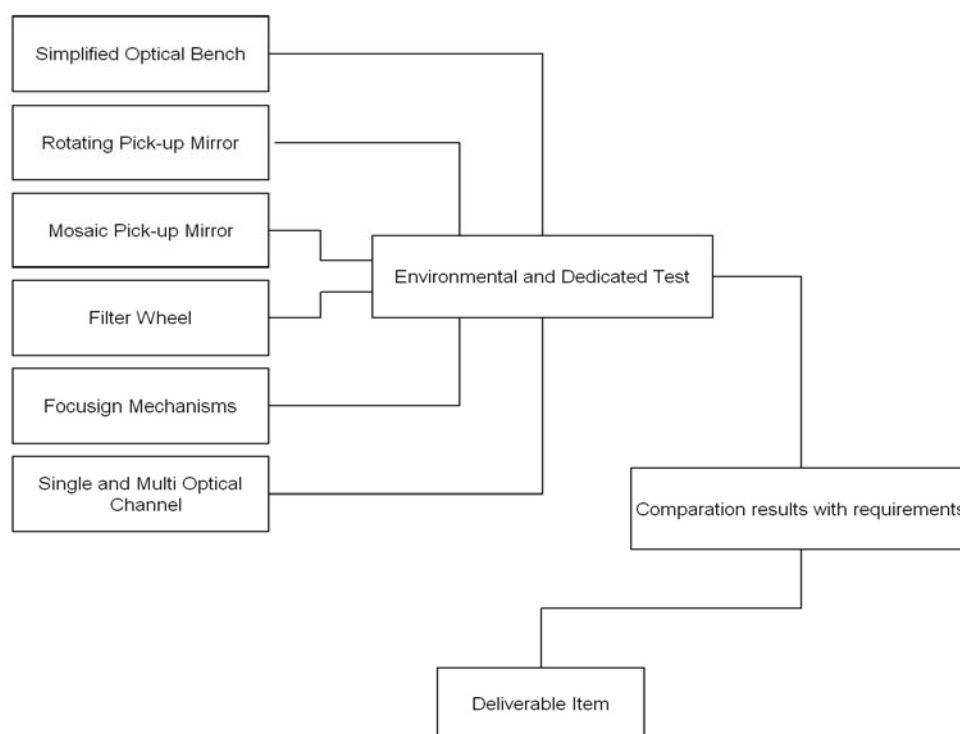 Simplified Optical Bench
Rotating Pick-up Mirror
Mosaic Pick-up Mirror
Environmental and Dedicated Test
Filter Wheel
Focusign Mechanisms
Single and Multi Optical
Channel
Comparation results with requirements
Deliverable Item